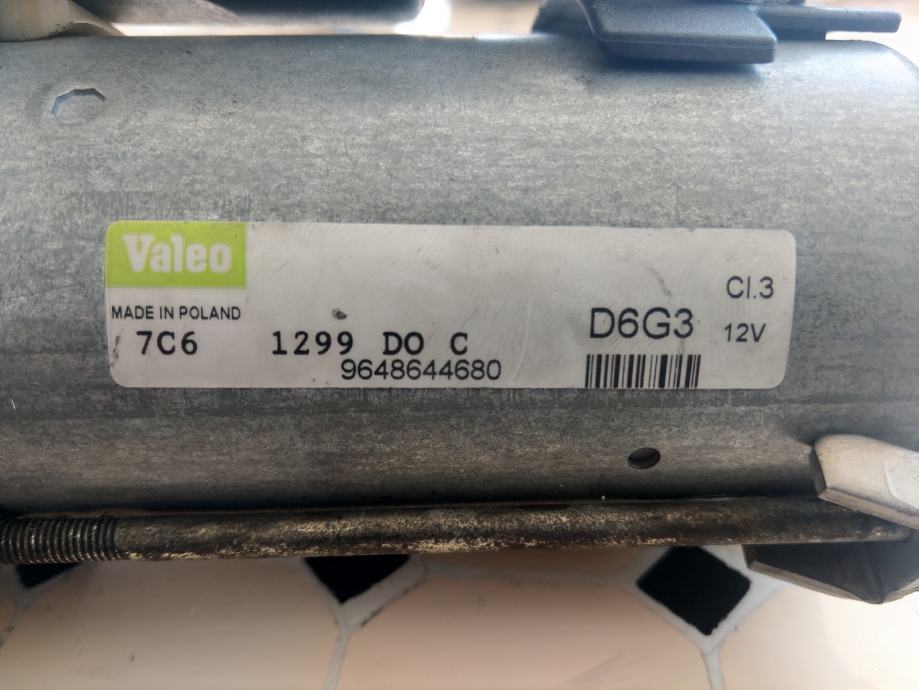 Valeo
MADE IN POLAND
7C6 1299 DO C
9648644680
D6G3
Cl.3
12V